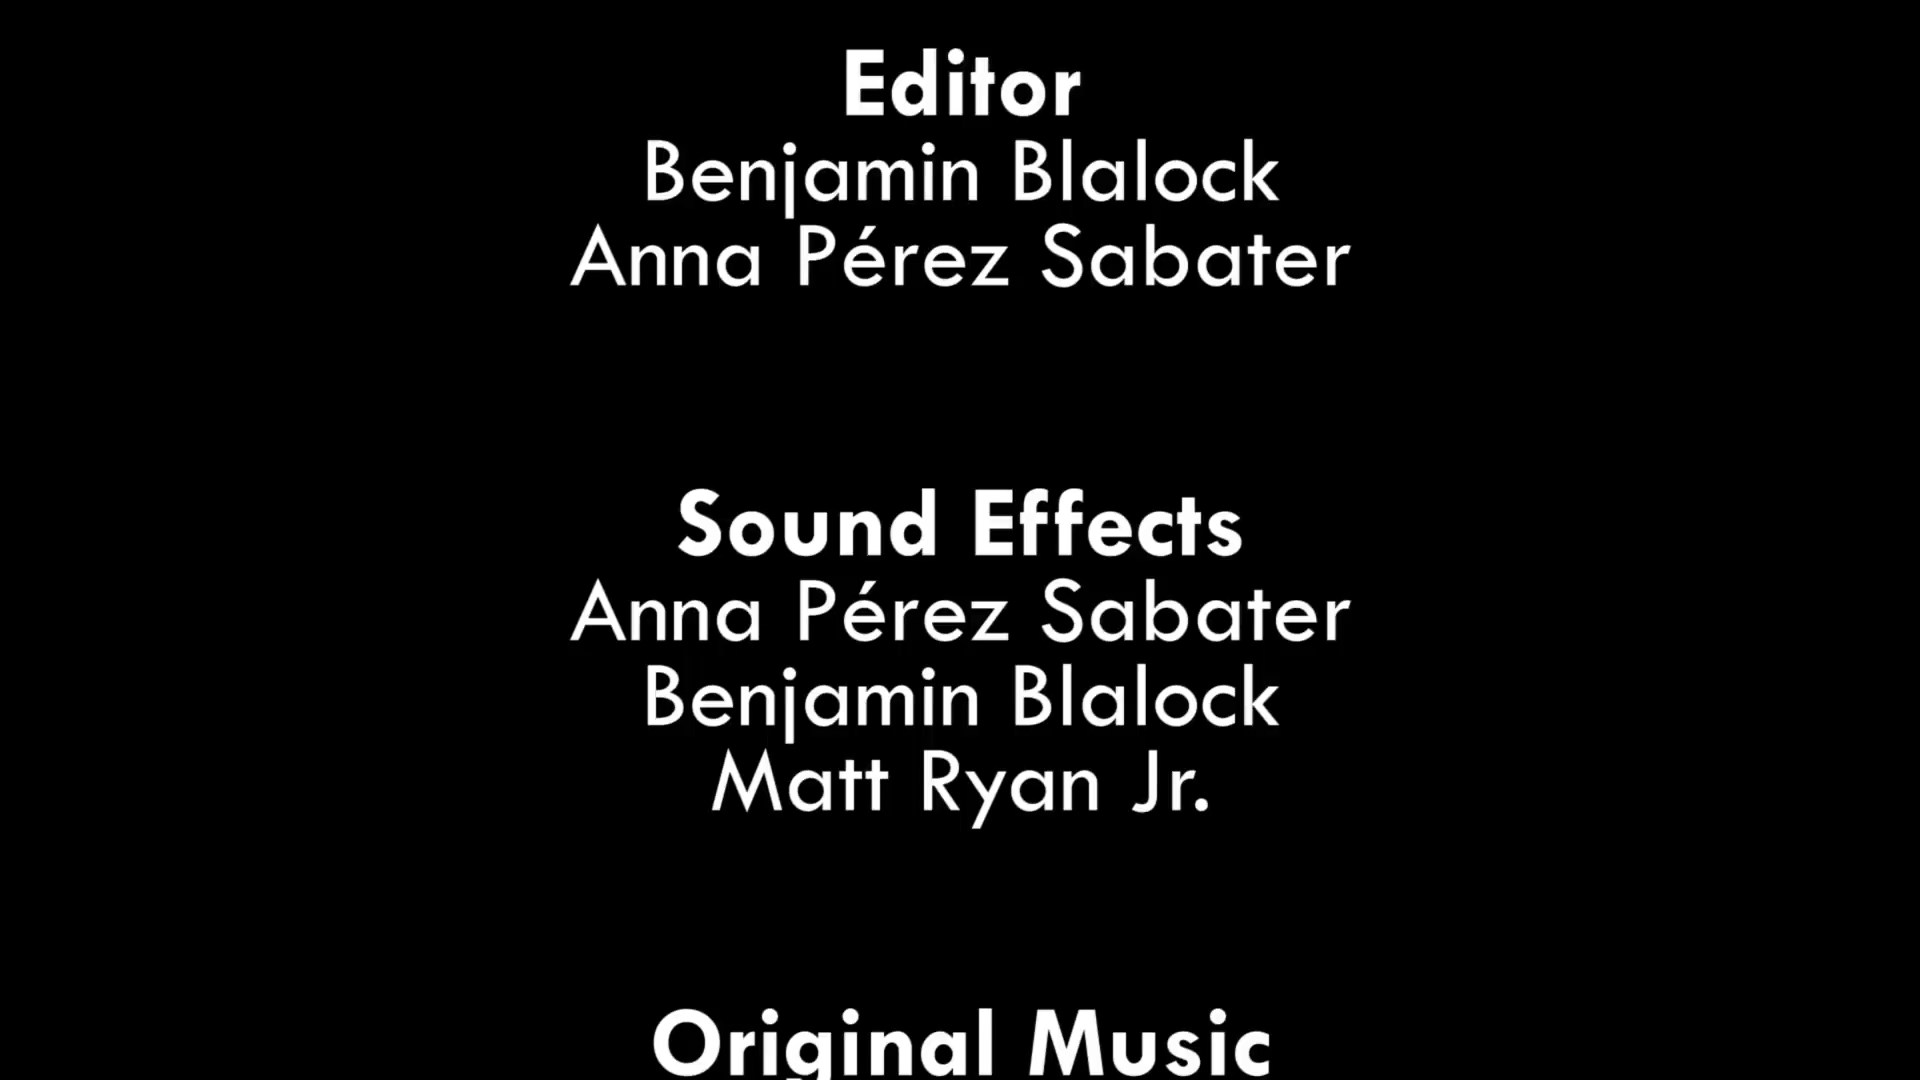 Editor
Benjamin Blalock
Anna Pérez Sabater
Sound Effects
Anna Pérez Sabater
Benjamin Blalock
Matt Ryan Jr.
Original Music